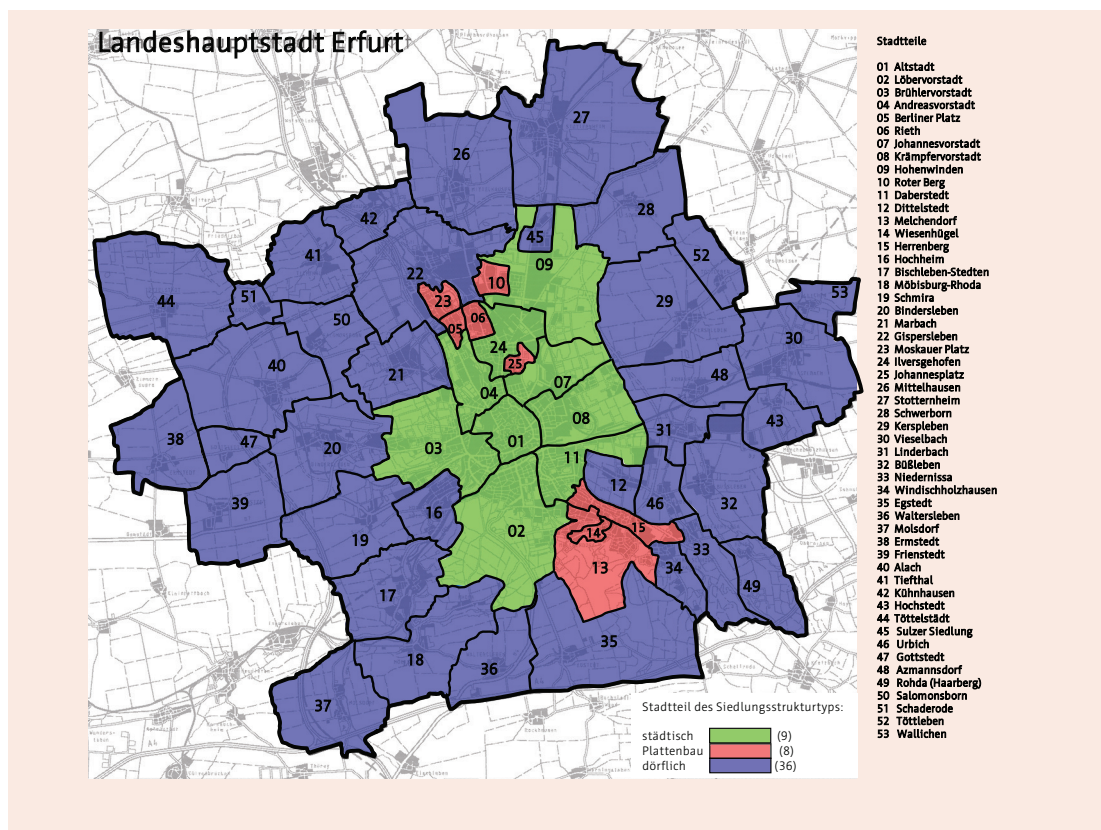 Landeshauptstadt Erfurt
Stadtteile
01 Altstadt
02 Löbervorstadt
03 Brühlervorstadt
04 Andreasvorstadt
05 Berliner Platz
06 Rieth
07 Johannesvorstadt
08 Krämpfervorstadt
09 Hohenwinden
10 Roter Berg
11 Daberstedt
12 Dittelstedt
13 Melchendorf
14 Wiesenhügel
15 Herrenberg
16 Hochheim
17 Bischleben-Stedten
18 Möbisburg-Rhoda
19 Schmira
20 Bindersleben
21 Marbach
22 Gispersleben
23 Moskauer Platz
24 Ilversgehofen
25 Johannesplatz
26 Mittelhausen
27 Stotternheim
28 Schwerborn
29 Kerspleben
30 Vieselbach
31 Linderbach
32 Büßleben
33 Niedernissa
34 Windischholzhausen
35 Egstedt
36 Waltersleben
37 Molsdorf
38 Ermstedt
39 Frienstedt
40 Alach
41 Tiefthal
42 Kühnhausen
43 Hochstedt
44 Töttelstädt
45 Sulzer Siedlung
46 Urbich
47 Gottstedt
48 Azmannsdorf
49 Rohda (Haarberg)
50 Salomonsborn
51 Schaderode
52 Töttleben
53 Wallichen
27
26
28
42
45
41
52
09
22
10
53
44
51
23
29
50
06
30
05
24
25
40
21
48
07
04
08
43
31
38
47
01
20
03
11
12
39
46
32
16
02
15
14
19
33
13
34
49
17
35
18
36
37
Stadtteil des Siedlungsstrukturtyps:
städtisch (9)
Plattenbau (8)
dörflich (36)